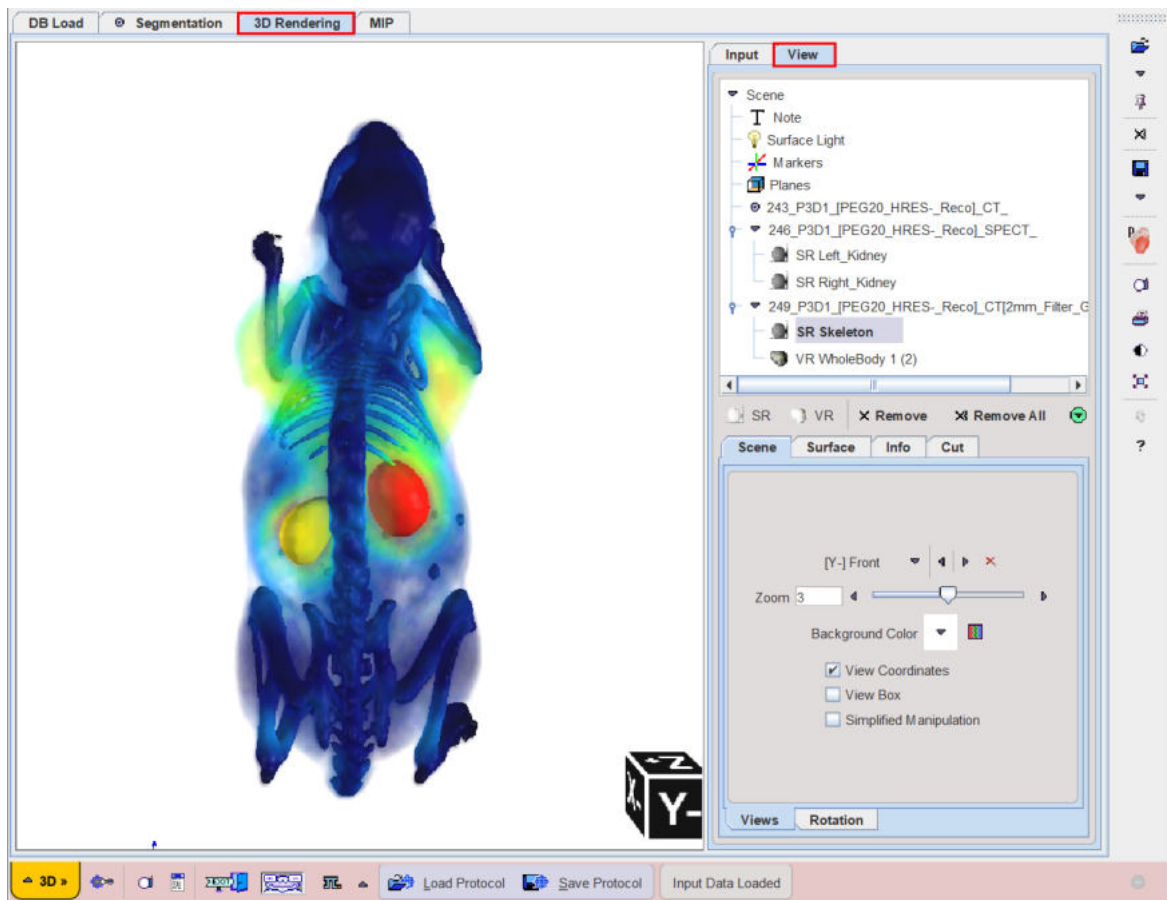 DB Load Segmentation 3D Rendering MIP
Input View
Scene
Note
Surface Light
Markers
Planes
243_P3D1_[PEG20_HRES-_Reco]_CT_
246_P3D1_[PEG20_HRES-_Reco]_SPECT_
SR Left_Kidney
SR Right_Kidney
249_P3D1_[PEG20_HRES-_Reco]_CT[2mm_Filter_G
SR Skeleton
VR WholeBody 1 (2)
SR VR Remove Remove All
Scene Surface Info Cut
[Y-] Front
Zoom 3
Background Color
View Coordinates
View Box
Simplified Manipulation
+Z
X-
Y-
Views Rotation
3D » Load Protocol Save Protocol Input Data Loaded
?